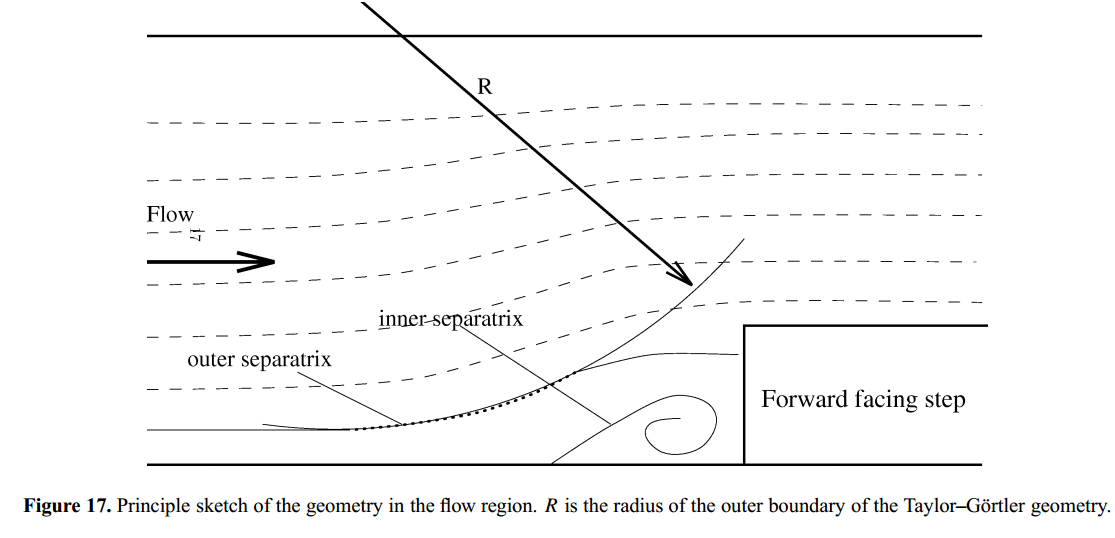 R
Flow
inner separatrix
outer separatrix
Forward facing step
Figure 17. Principle sketch of the geometry in the flow region. R is the radius of the outer boundary of the Taylor–Görtler geometry.